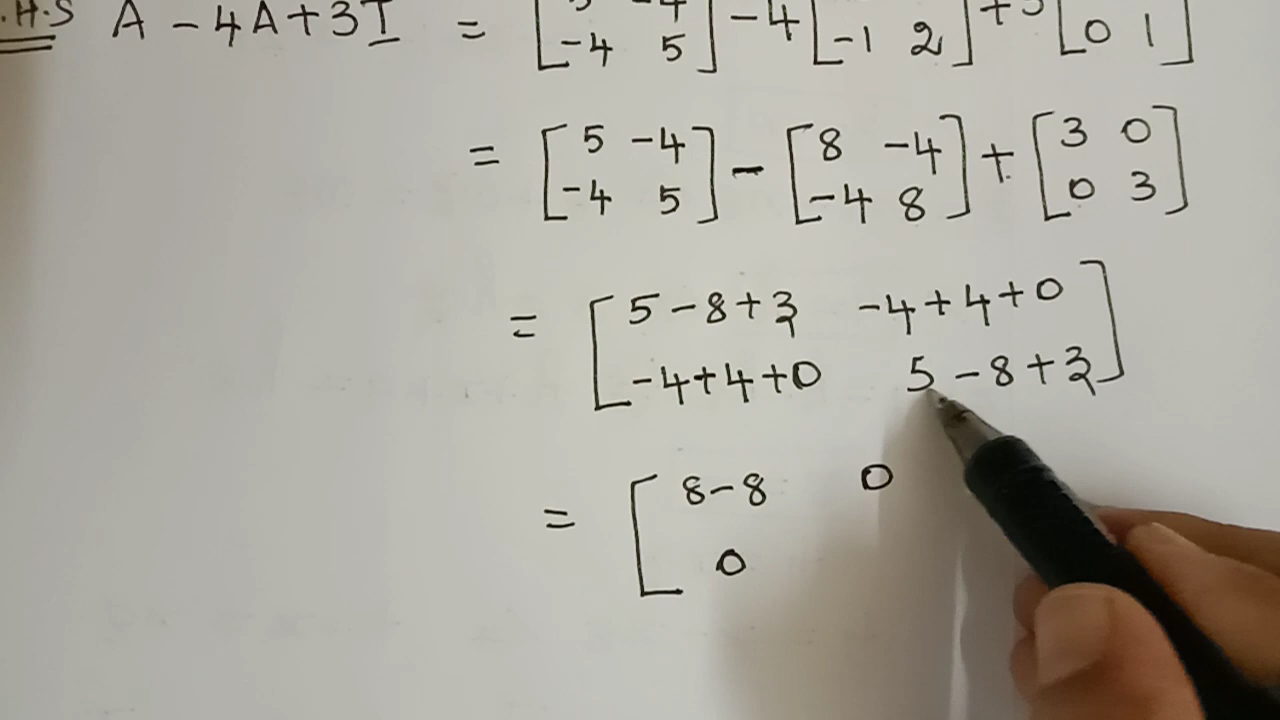 .H.S A - 4A + 3I = [5 -4 -4 5] - 4[-1 2] + 3[0 1]
= [5 -4 -4 5] - [8 -4 -4 8] + [3 0 0 3]
= [5-8+3 -4+4+0 -4+4+0 5-8+3]
= [8-8 0 0